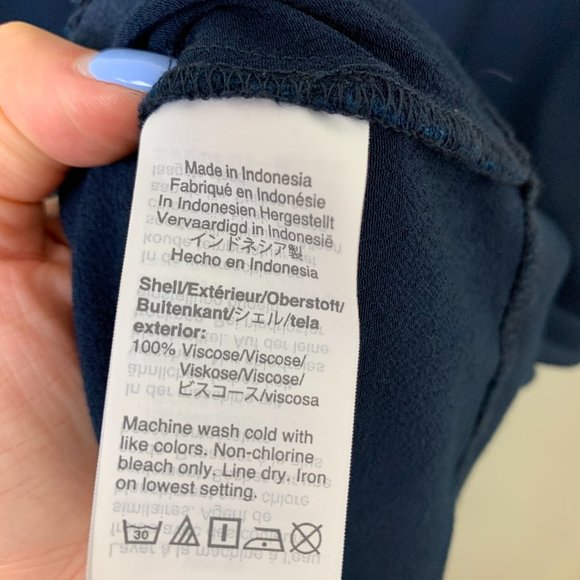 Made in Indonesia
Fabriqué en Indonésie
In Indonesien Hergestellt
Vervaardigd in Indonesië
インドネシア製
Hecho en Indonesia
Shell/Extérieur/Oberstoff/
Buitenkant/シェル/tela
exterior:
100% Viscose/Viscose/
Viskose/Viscose/
ビスコース/viscosa
Machine wash cold with
like colors. Non-chlorine
bleach only. Line dry. Iron
on lowest setting.
30